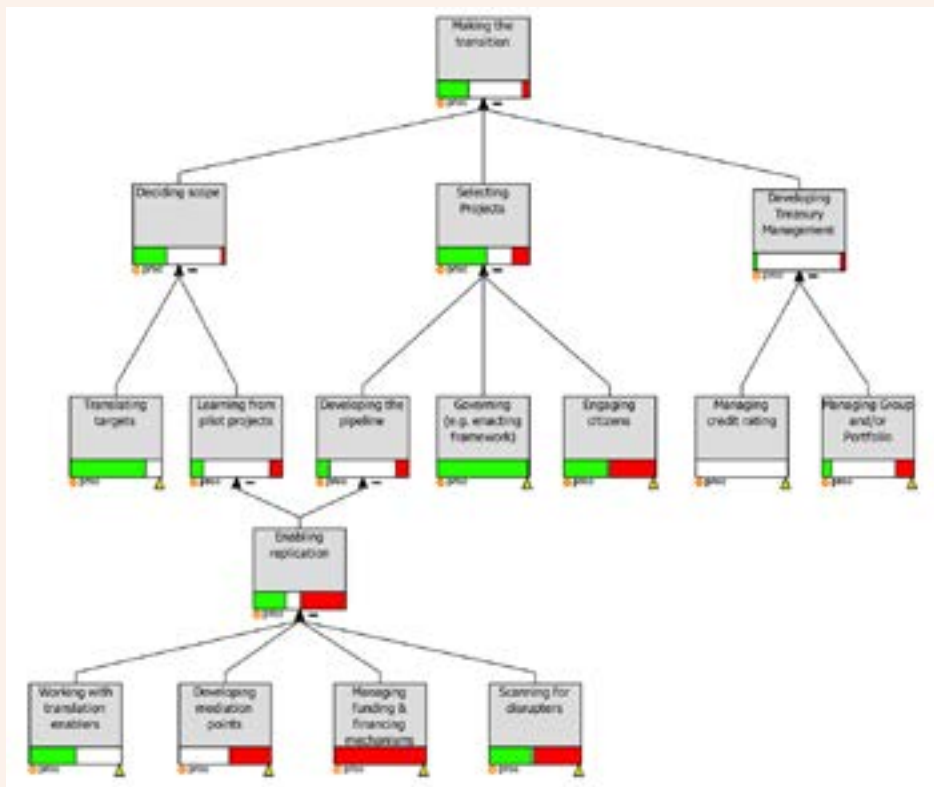 Making the
transition
Deciding scope
Selecting
Projects
Developing
Treasury
Management
Translating
targets
Learning from
pilot projects
Developing the
pipeline
Governing
(e.g. enacting
framework)
Engaging
citizens
Managing
credit rating
Managing Group
and/or
Portfolio
Enabling
replication
Working with
translation
enablers
Developing
mediation
points
Managing
funding &
financing
mechanisms
Scanning for
disrupters